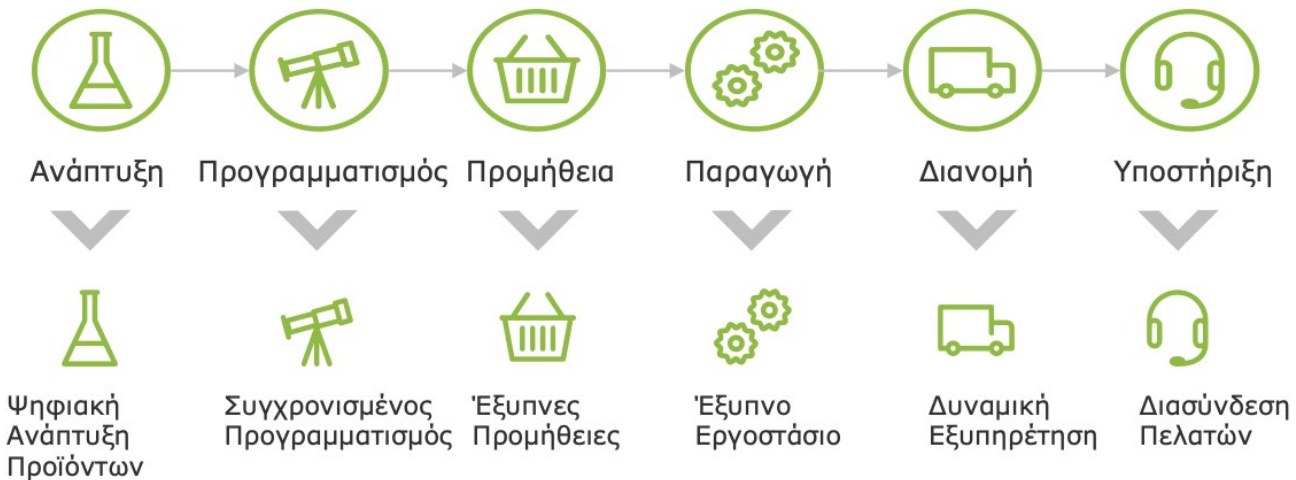 Ανάπτυξη
Προγραμματισμός
Προμήθεια
Παραγωγή
Διανομή
Υποστήριξη
Ψηφιακή
Ανάπτυξη
Προϊόντων
Συγχρονισμένος
Προγραμματισμός
Έξυπνες
Προμήθειες
Έξυπνο
Εργοστάσιο
Δυναμική
Εξυπηρέτηση
Διασύνδεση
Πελατών